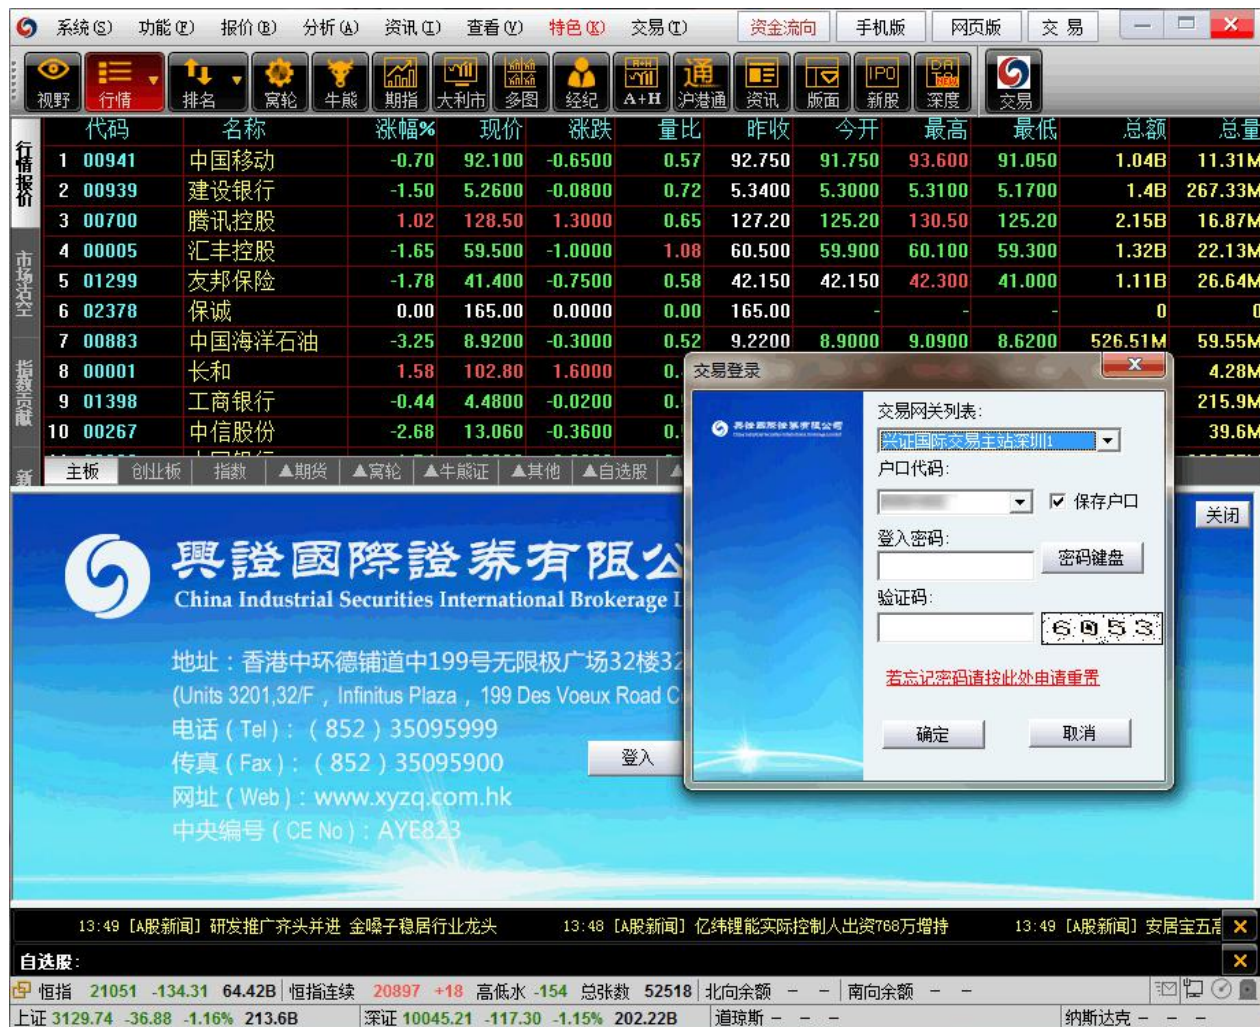 系统(S) 功能(F) 报价(B) 分析(A) 资讯(I) 查看(V) 特色(K) 交易(T) 资金流向 手机版 网页版 交 易
视野 行情 排名 窝轮 牛熊 期指 大利市 多图 经纪 A+H 沪港通 资讯 版面 新股 深度 交易
代码 名称 涨幅% 现价 涨跌 量比 昨收 今开 最高 最低 总额 总量
1 00941 中国移动 -0.70 92.100 -0.6500 0.57 92.750 91.750 93.600 91.050 1.04B 11.31M
2 00939 建设银行 -1.50 5.2600 -0.0800 0.72 5.3400 5.3000 5.3100 5.1700 1.4B 267.33M
3 00700 腾讯控股 1.02 128.50 1.3000 0.65 127.20 125.20 130.50 125.20 2.15B 16.87M
4 00005 汇丰控股 -1.65 59.500 -1.0000 1.08 60.500 59.900 60.100 59.300 1.32B 22.13M
5 01299 友邦保险 -1.78 41.400 -0.7500 0.58 42.150 42.150 42.300 41.000 1.11B 26.64M
6 02378 保诚 0.00 165.00 0.0000 0.00 165.00 - - - 0 0
7 00883 中国海洋石油 -3.25 8.9200 -0.3000 0.52 9.2200 8.9000 9.0900 8.6200 526.51M 59.55M
8 00001 长和 1.58 102.80 1.6000 0. 4.28M
9 01398 工商银行 -0.44 4.4800 -0.0200 0. 215.9M
10 00267 中信股份 -2.68 13.060 -0.3600 0. 39.6M
行情报价
市场沽空
指数贡献
新
主板 创业板 指数 ▲期货 ▲窝轮 ▲牛熊证 ▲其他 ▲自选股
关闭
興證國際證券有限公
China Industrial Securities International Brokerage L
地址：香港中环德铺道中199号无限极广场32楼32
(Units 3201,32/F，Infinitus Plaza，199 Des Voeux Road C
电话（Tel）：（852）35095999
传真（Fax）：（852）35095900
网址（Web）：www.xyzq.com.hk
中央编号（CE No）：AYE823
登入
交易登录
兴证国际证券有限公司
交易网关列表:
兴证国际交易主站深圳1
户口代码:
保存户口
登入密码:
密码键盘
验证码:
6053
若忘记密码请按此处申请重置
确定 取消
13:49 [A股新闻] 研发推广齐头并进 金嗓子稳居行业龙头 13:48 [A股新闻] 亿纬锂能实际控制人出资768万增持 13:49 [A股新闻] 安居宝五高
自选股:
恒指 21051 -134.31 64.42B 恒指连续 20897 +18 高低水 -154 总张数 52518 北向余额 - - 南向余额 - -
上证 3129.74 -36.88 -1.16% 213.6B 深证 10045.21 -117.30 -1.15% 202.22B 道琼斯 - - - 纳斯达克 - - -